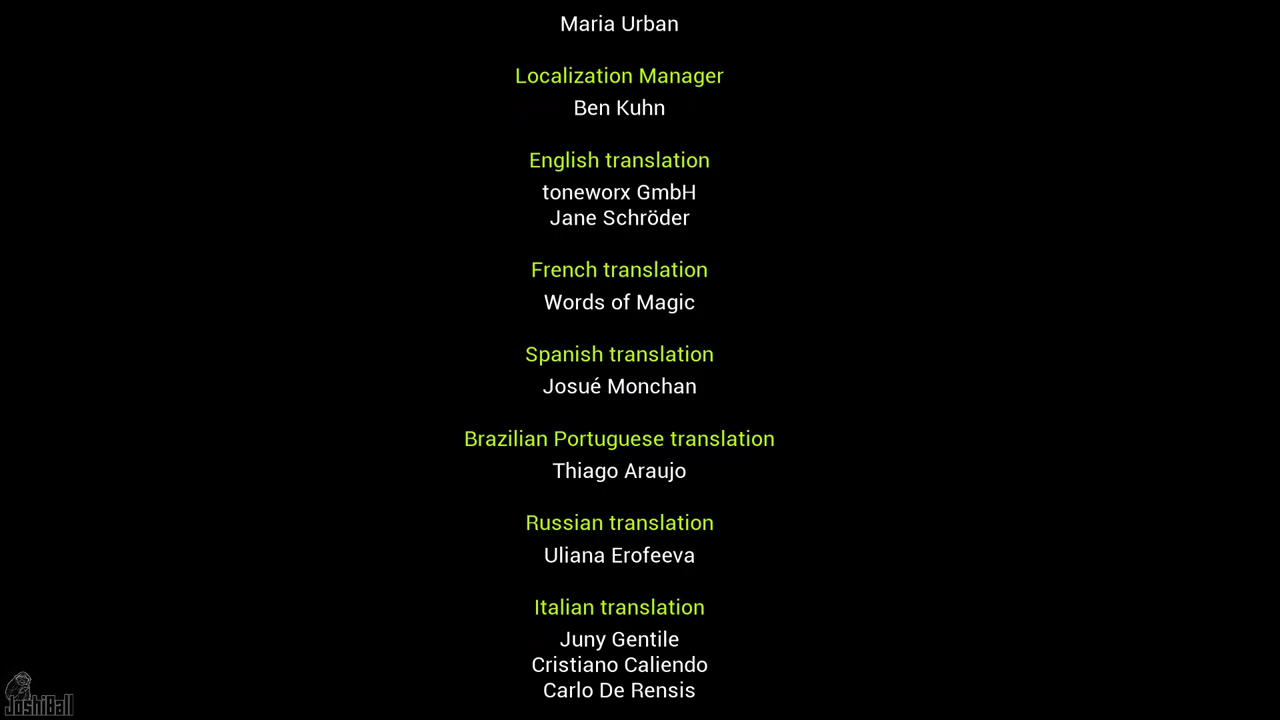 Maria Urban
Localization Manager
Ben Kuhn
English translation
toneworx GmbH
Jane Schröder
French translation
Words of Magic
Spanish translation
Josué Monchan
Brazilian Portuguese translation
Thiago Araujo
Russian translation
Uliana Erofeeva
Italian translation
Juny Gentile
Cristiano Caliendo
Carlo De Rensis
JoshiBall